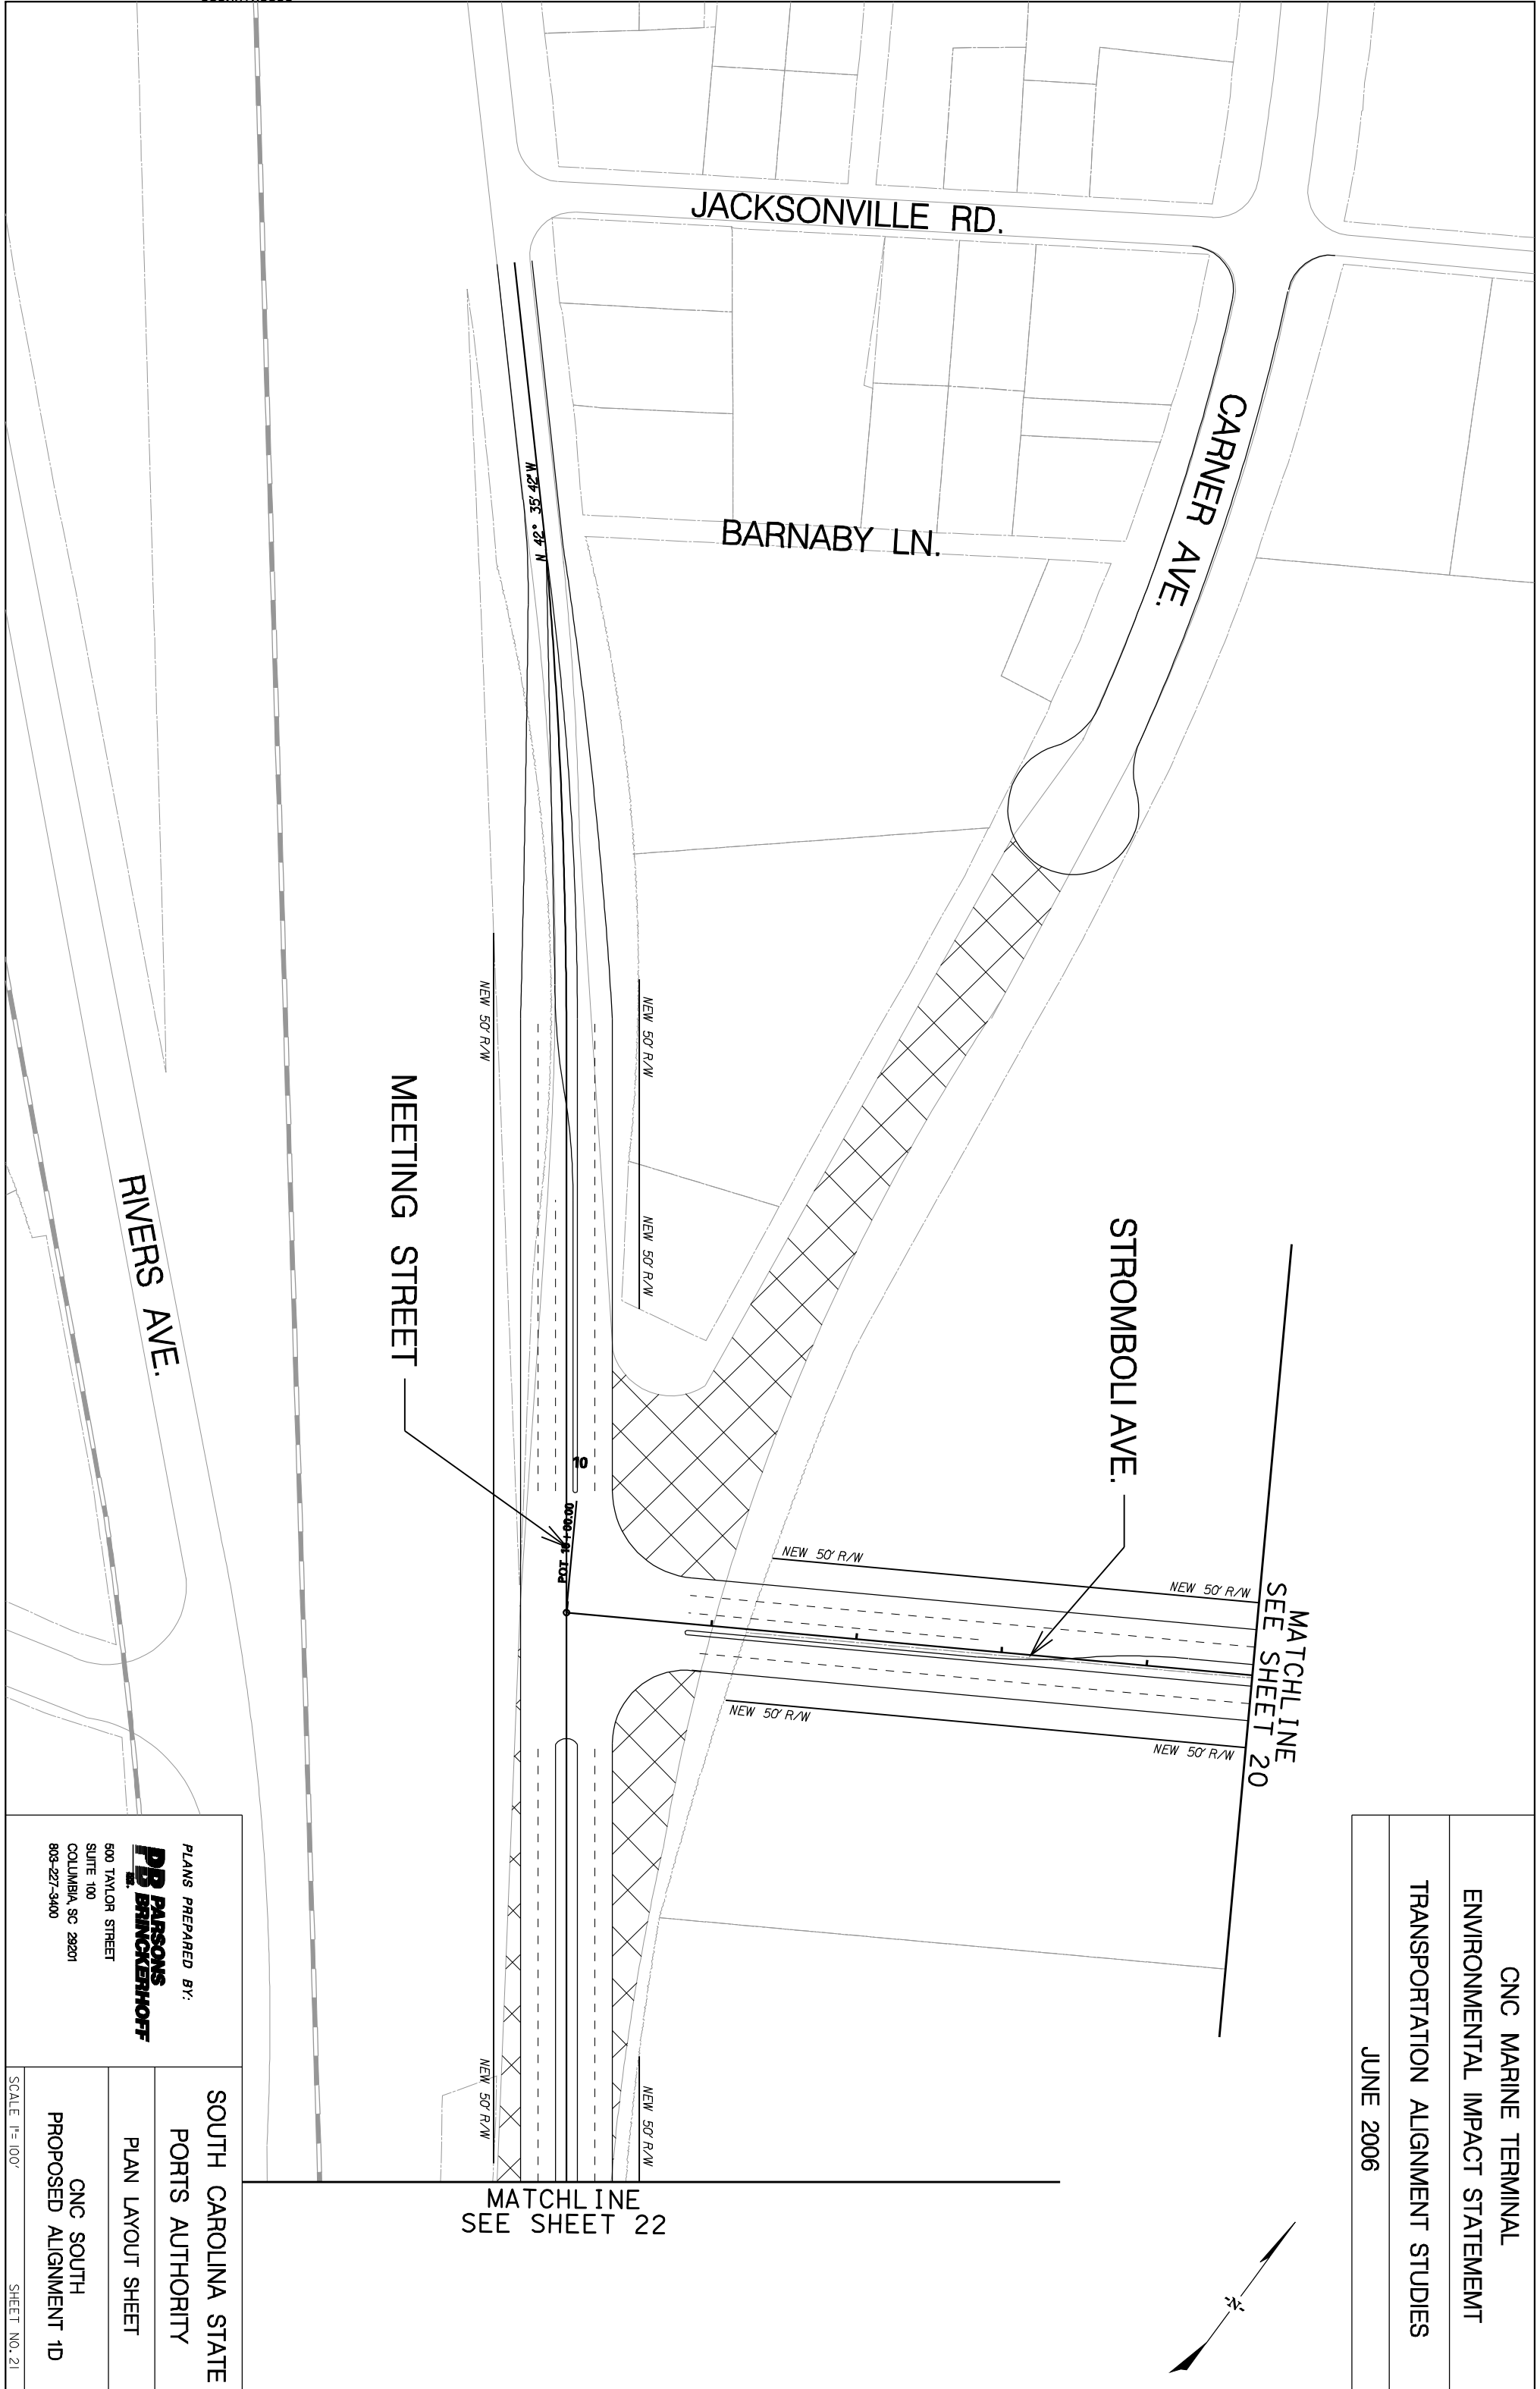 CNC MARINE TERMINAL
ENVIRONMENTAL IMPACT STATEMEMT
TRANSPORTATION ALIGNMENT STUDIES
JUNE 2006
JACKSONVILLE RD.
CARNER AVE.
BARNABY LN.
N 42° 35' 42" W
NEW 50' R/W
NEW 50' R/W
NEW 50' R/W
MEETING STREET
STROMBOLI AVE.
RIVERS AVE.
10
POT 10+00.00
NEW 50' R/W
NEW 50' R/W
NEW 50' R/W
NEW 50' R/W
MATCHLINE
SEE SHEET 20
NEW 50' R/W
NEW 50' R/W
MATCHLINE
SEE SHEET 22
-N-
PLANS PREPARED BY:
PB PARSONS
BRINCKERHOFF
500 TAYLOR STREET
SUITE 100
COLUMBIA, SC 29201
803-227-3400
SOUTH CAROLINA STATE
PORTS AUTHORITY
PLAN LAYOUT SHEET
CNC SOUTH
PROPOSED ALIGNMENT 1D
SCALE 1"= 100'
SHEET NO. 21